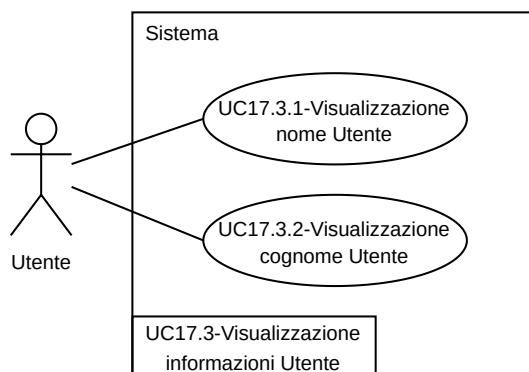 Sistema
UC17.3.1-Visualizzazione
nome Utente
UC17.3.2-Visualizzazione
cognome Utente
Utente
UC17.3-Visualizzazione
informazioni Utente